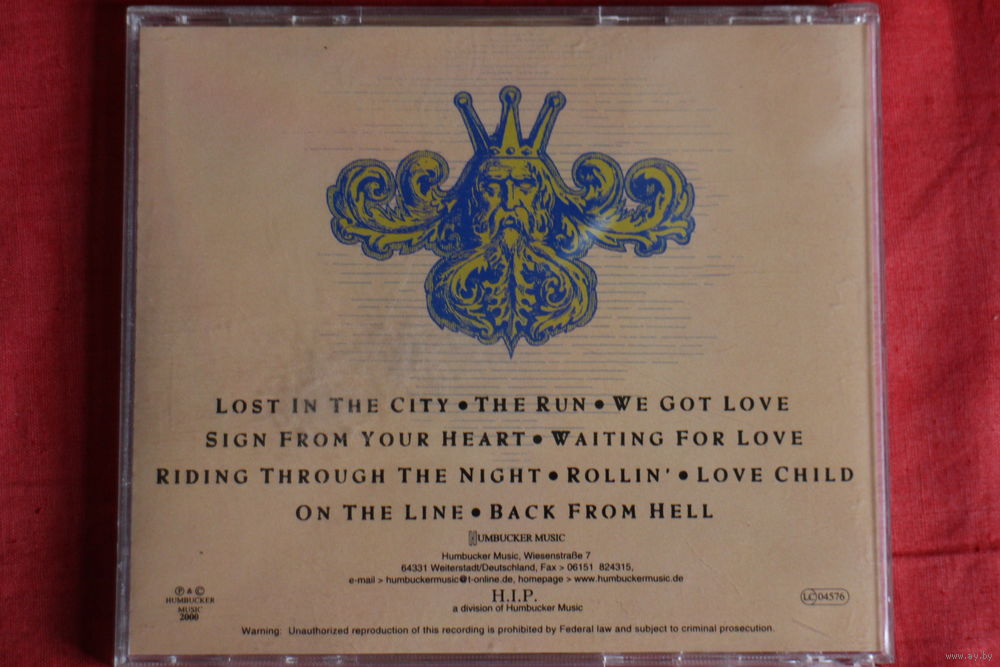 LOST IN THE CITY • THE RUN • WE GOT LOVE
SIGN FROM YOUR HEART • WAITING FOR LOVE
RIDING THROUGH THE NIGHT • ROLLIN' • LOVE CHILD
ON THE LINE • BACK FROM HELL
HUMBUCKER MUSIC
Humbucker Music, Wiesenstraße 7
64331 Weiterstadt/Deutschland, Fax > 06151 824315,
e-mail > humbuckermusic@t-online.de, homepage > www.humbuckermusic.de
H.I.P.
a division of Humbucker Music
℗ & ©
HUMBUCKER
MUSIC
2000
LC 04576
Warning: Unauthorized reproduction of this recording is prohibited by Federal law and subject to criminal prosecution.
www.ay.by